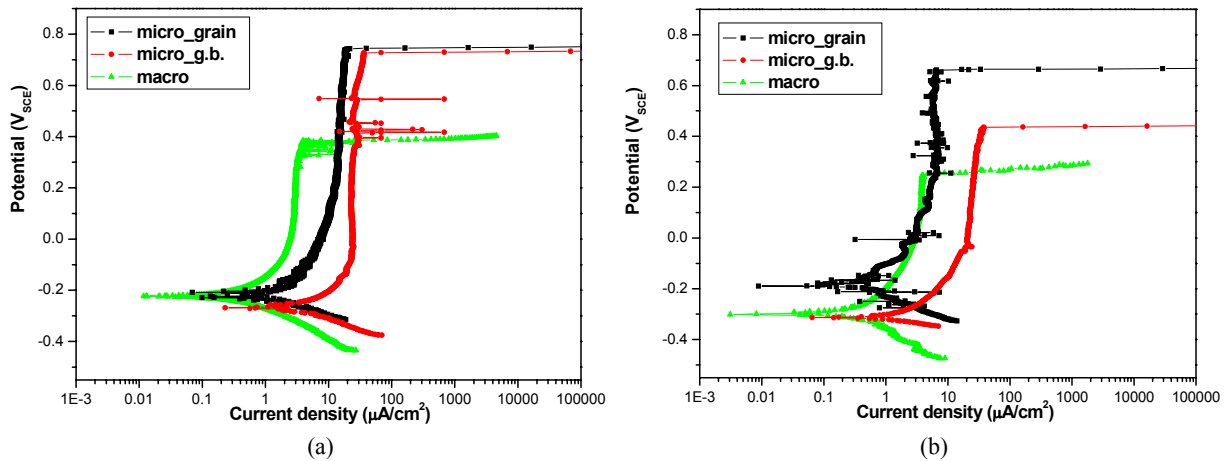 micro_grain
micro_g.b.
macro
0.8
0.6
0.4
0.2
0.0
-0.2
-0.4
Potential (V_SCE)
1E-3 0.01 0.1 1 10 100 1000 10000 100000
Current density (μA/cm²)
(a)
micro_grain
micro_g.b.
macro
0.8
0.6
0.4
0.2
0.0
-0.2
-0.4
Potential (V_SCE)
1E-3 0.01 0.1 1 10 100 1000 10000 100000
Current density (μA/cm²)
(b)